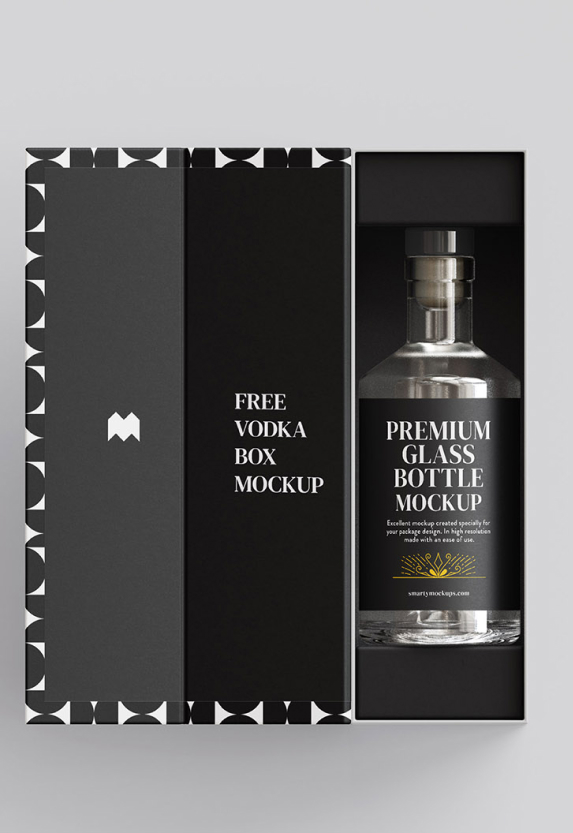 FREE
VODKA
BOX
MOCKUP
PREMIUM
GLASS
BOTTLE
MOCKUP
Excellent mockup created specially for
your package design. In high resolution
made with an ease of use.
smartymockups.com